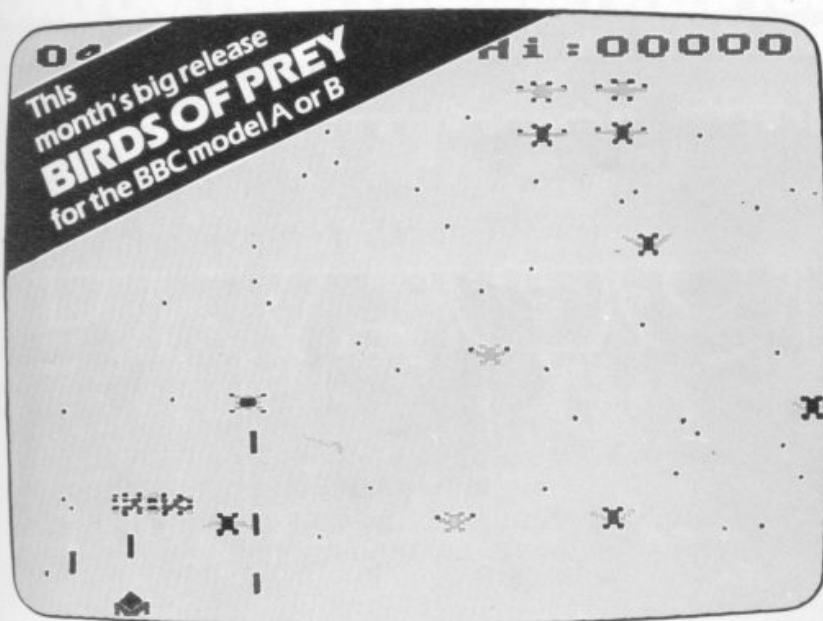 This
month's big release
BIRDS OF PREY
for the BBC model A or B
Hi:00000